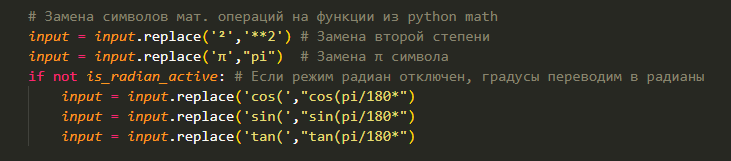 # Замена символов мат. операций на функции из python math
input = input.replace('²','**2') # Замена второй степени
input = input.replace('π',"pi")  # Замена π символа
if not is_radian_active: # Если режим радиан отключен, градусы переводим в радианы
    input = input.replace('cos(',"cos(pi/180*")
    input = input.replace('sin(',"sin(pi/180*")
    input = input.replace('tan(',"tan(pi/180*")